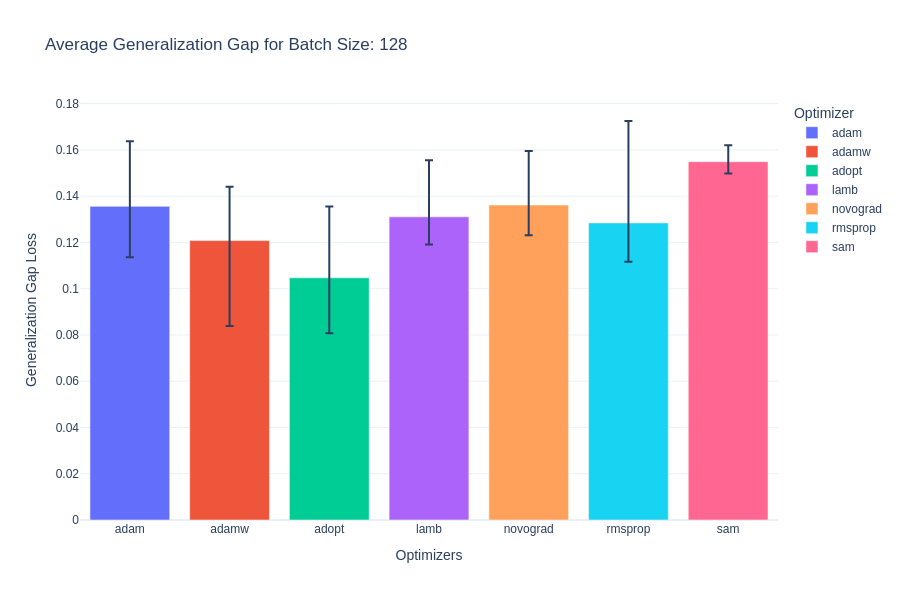 Average Generalization Gap for Batch Size: 128
Generalization Gap Loss
0.18
0.16
0.14
0.12
0.1
0.08
0.06
0.04
0.02
0
adam
adamw
adopt
lamb
novograd
rmsprop
sam
Optimizers
Optimizer
adam
adamw
adopt
lamb
novograd
rmsprop
sam